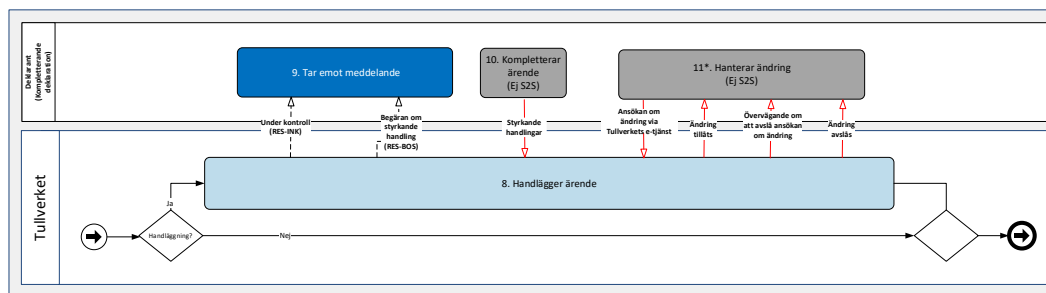 Deklarant
(Kompletterande
deklaration)
9. Tar emot meddelande
10. Kompletterar
ärende
(Ej S2S)
11*. Hanterar ändring
(Ej S2S)
Under kontroll
(RES-INK)
Begäran om
styrkande
handling
(RES-BOS)
Styrkande
handlingar
Ansökan om
ändring via
Tullverkets e-tjänst
Ändring
tillåts
Övervägande om
att avslå ansökan
om ändring
Ändring
avslås
Tullverket
8. Handlägger ärende
Ja
Handläggning?
Nej